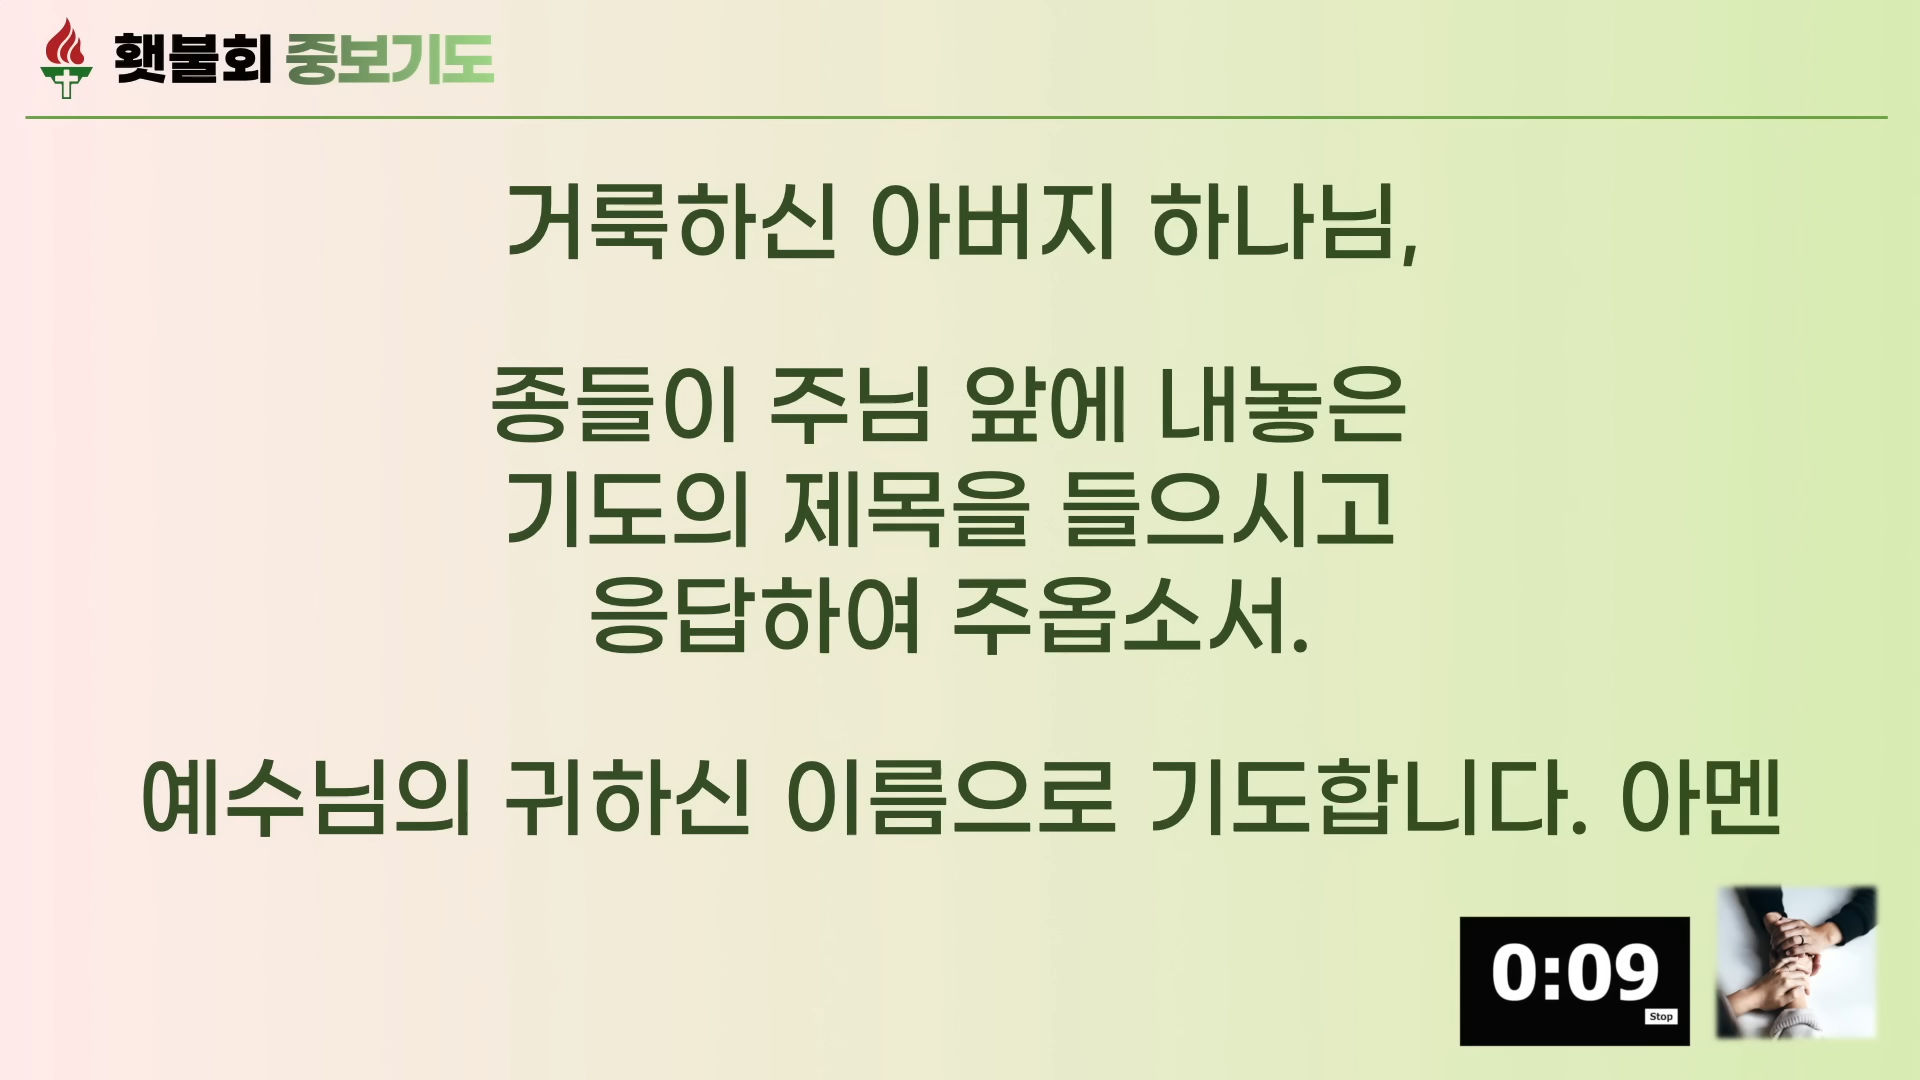 횃불회 중보기도
거룩하신 아버지 하나님,
종들이 주님 앞에 내놓은
기도의 제목을 들으시고
응답하여 주옵소서.
예수님의 귀하신 이름으로 기도합니다. 아멘
0:09
Stop